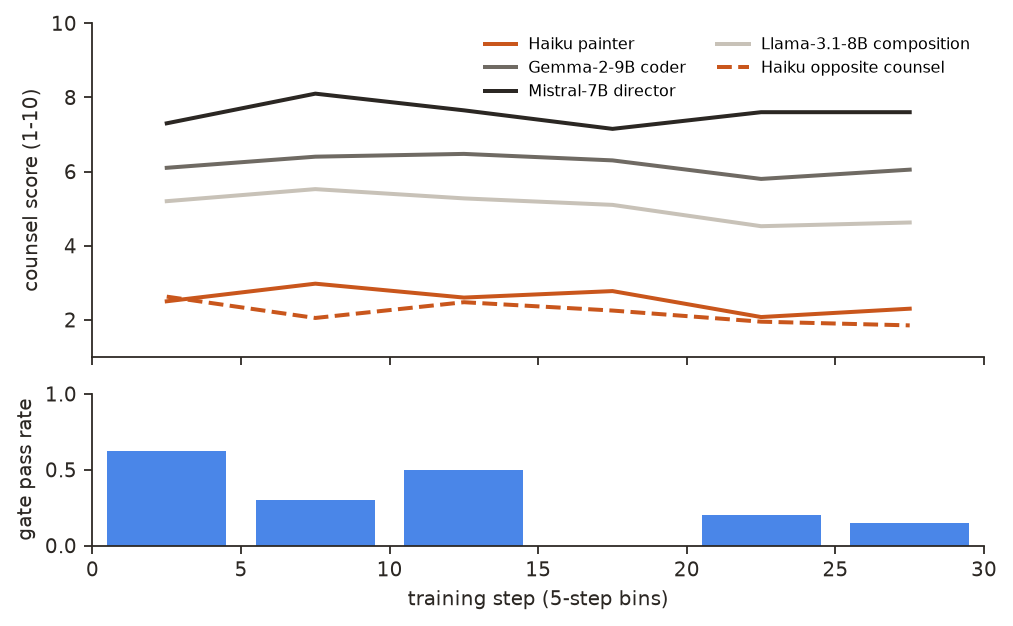 10
8
6
4
2
counsel score (1-10)
Haiku painter
Gemma-2-9B coder
Mistral-7B director
Llama-3.1-8B composition
Haiku opposite counsel
1.0
0.5
0.0
gate pass rate
0 5 10 15 20 25 30
training step (5-step bins)